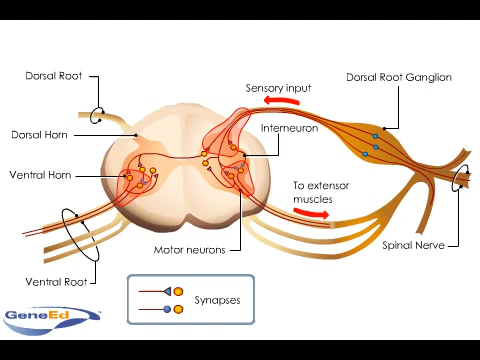 Dorsal Root
Sensory input
Dorsal Root Ganglion
Dorsal Horn
Interneuron
Ventral Horn
To extensor
muscles
Motor neurons
Spinal Nerve
Ventral Root
Synapses
GeneEd